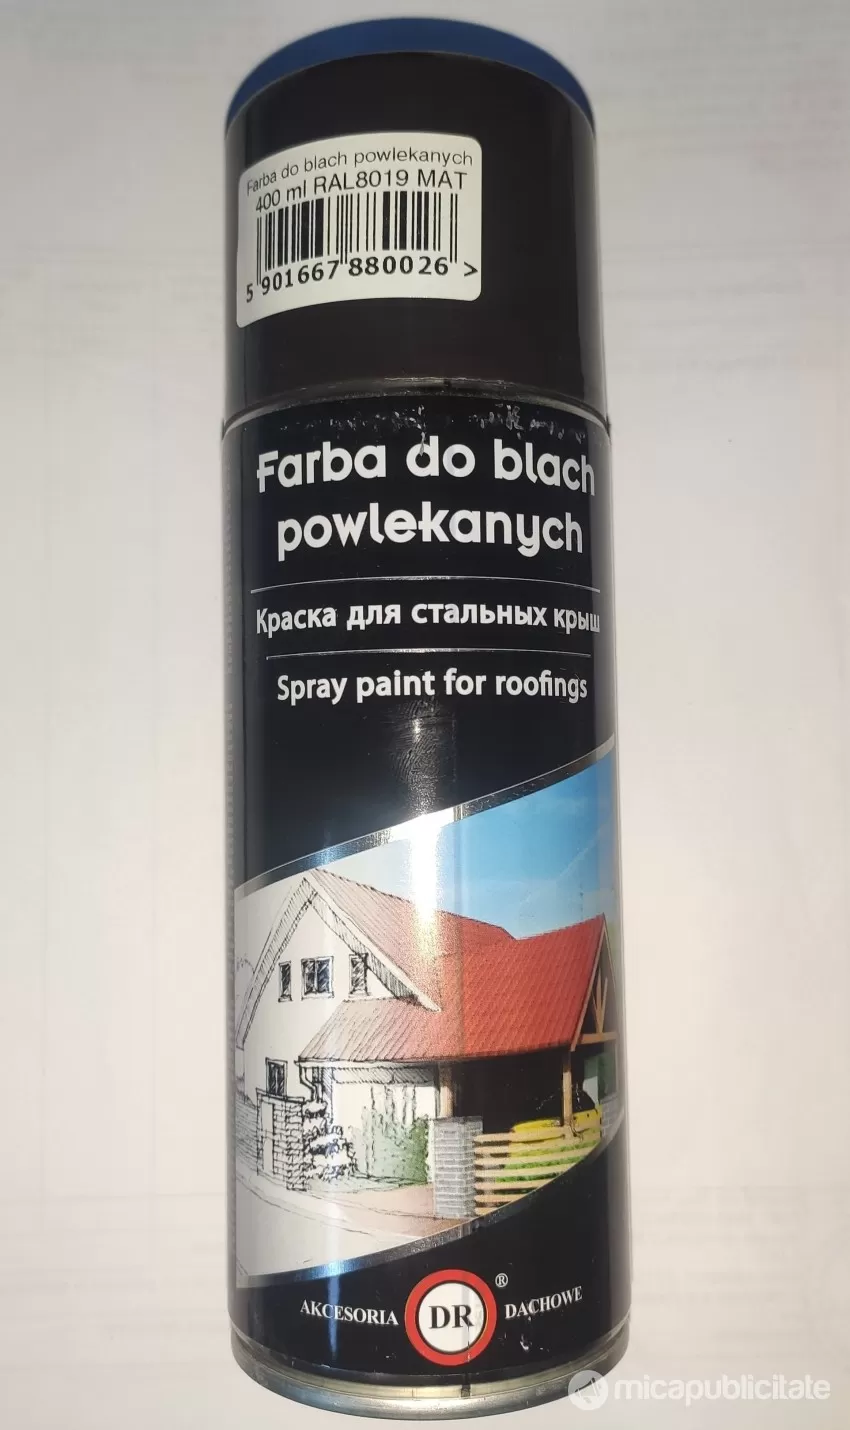 Farba do blach powlekanych
400 ml RAL8019 MAT
5 901667 880026 >
Farba do blach
powlekanych
Краска для стальных крыш
Spray paint for roofings
AKCESORIA DR® DACHOWE
micapublicitate